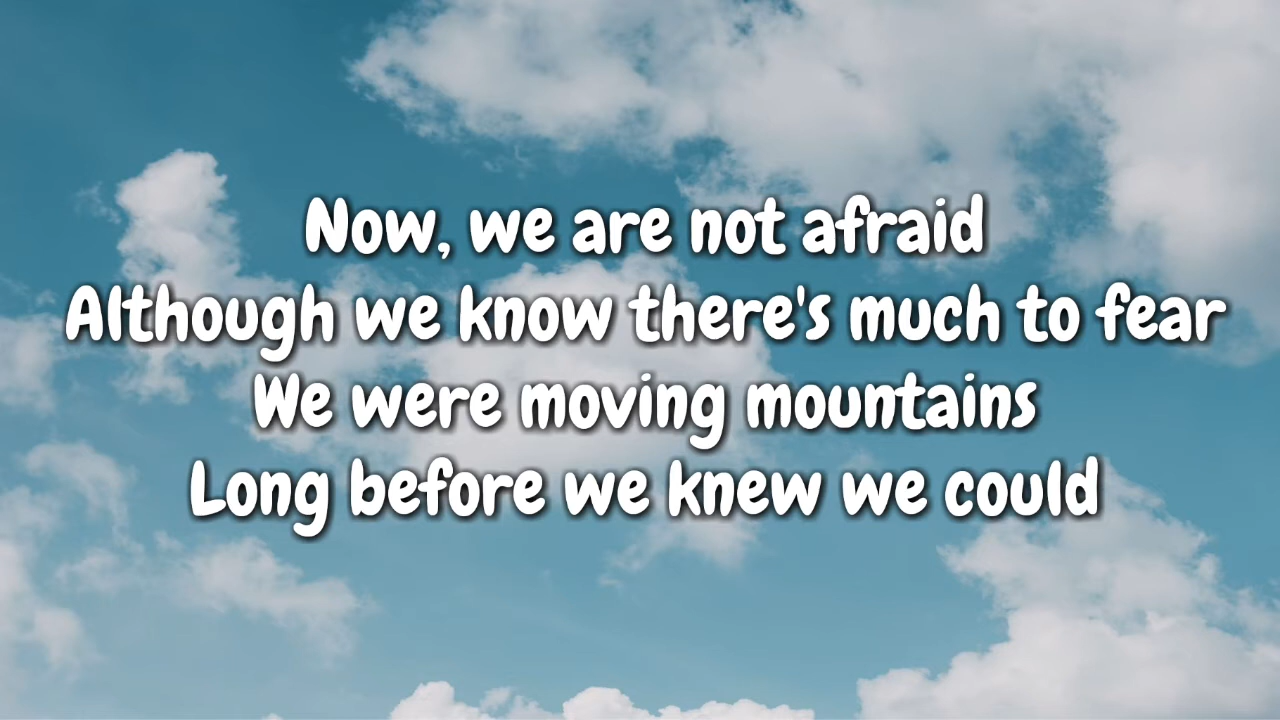 Now, we are not afraid
Although we know there's much to fear
We were moving mountains
Long before we knew we could